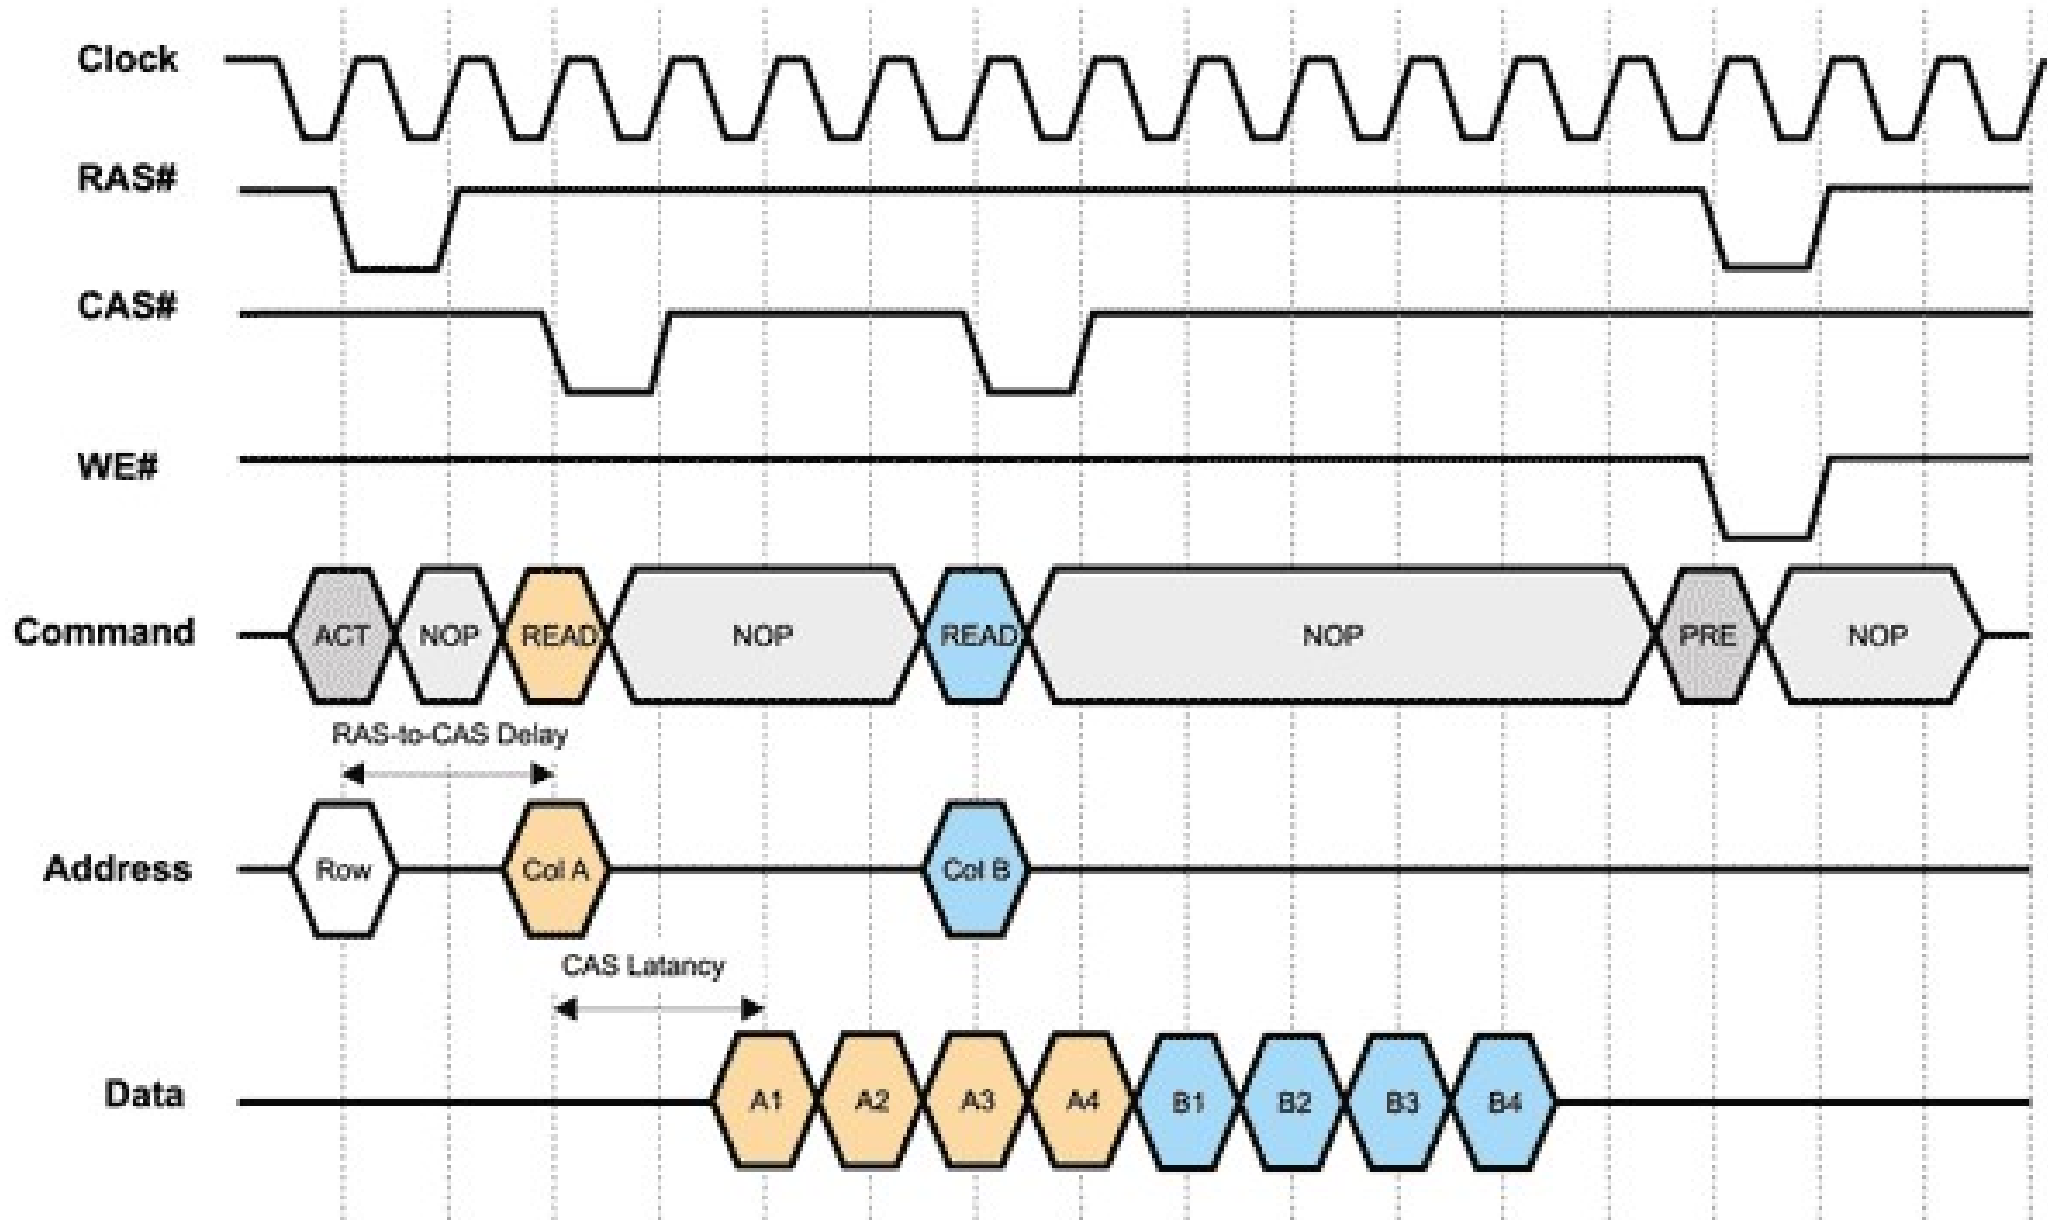 Clock
RAS#
CAS#
WE#
Command ACT NOP READ NOP READ NOP PRE NOP
RAS-to-CAS Delay
Address Row Col A Col B
CAS Latancy
Data A1 A2 A3 A4 B1 B2 B3 B4